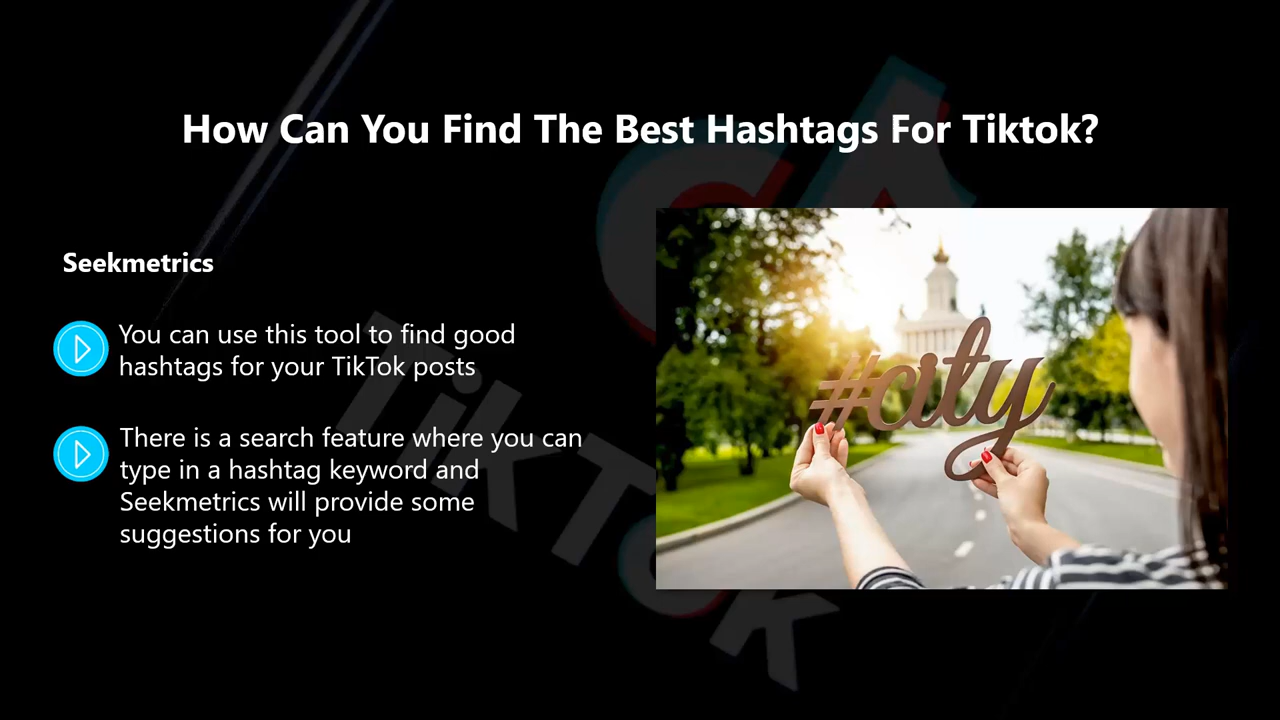 How Can You Find The Best Hashtags For Tiktok?
Seekmetrics
You can use this tool to find good
hashtags for your TikTok posts
There is a search feature where you can
type in a hashtag keyword and
Seekmetrics will provide some
suggestions for you
#city
TikTok